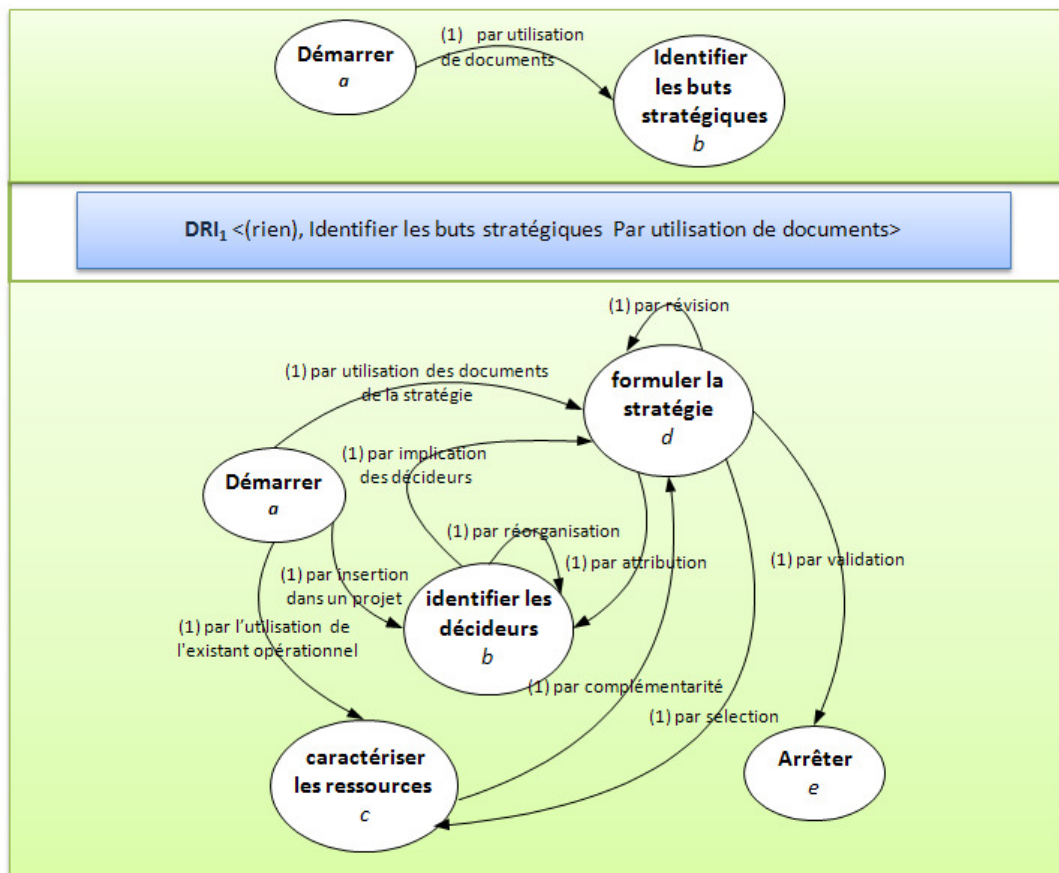 (1) par utilisation
de documents
Démarrer
a
Identifier
les buts
stratégiques
b
DRI1 <(rien), Identifier les buts stratégiques Par utilisation de documents>
(1) par révision
(1) par utilisation des documents
de la stratégie
formuler la
stratégie
d
(1) par implication
des décideurs
Démarrer
a
(1) par réorganisation
(1) par attribution
(1) par validation
(1) par insertion
dans un projet
identifier les
décideurs
b
(1) par l’utilisation de
l'existant opérationnel
(1) par complémentarité
(1) par sélection
caractériser
les ressources
c
Arrêter
e